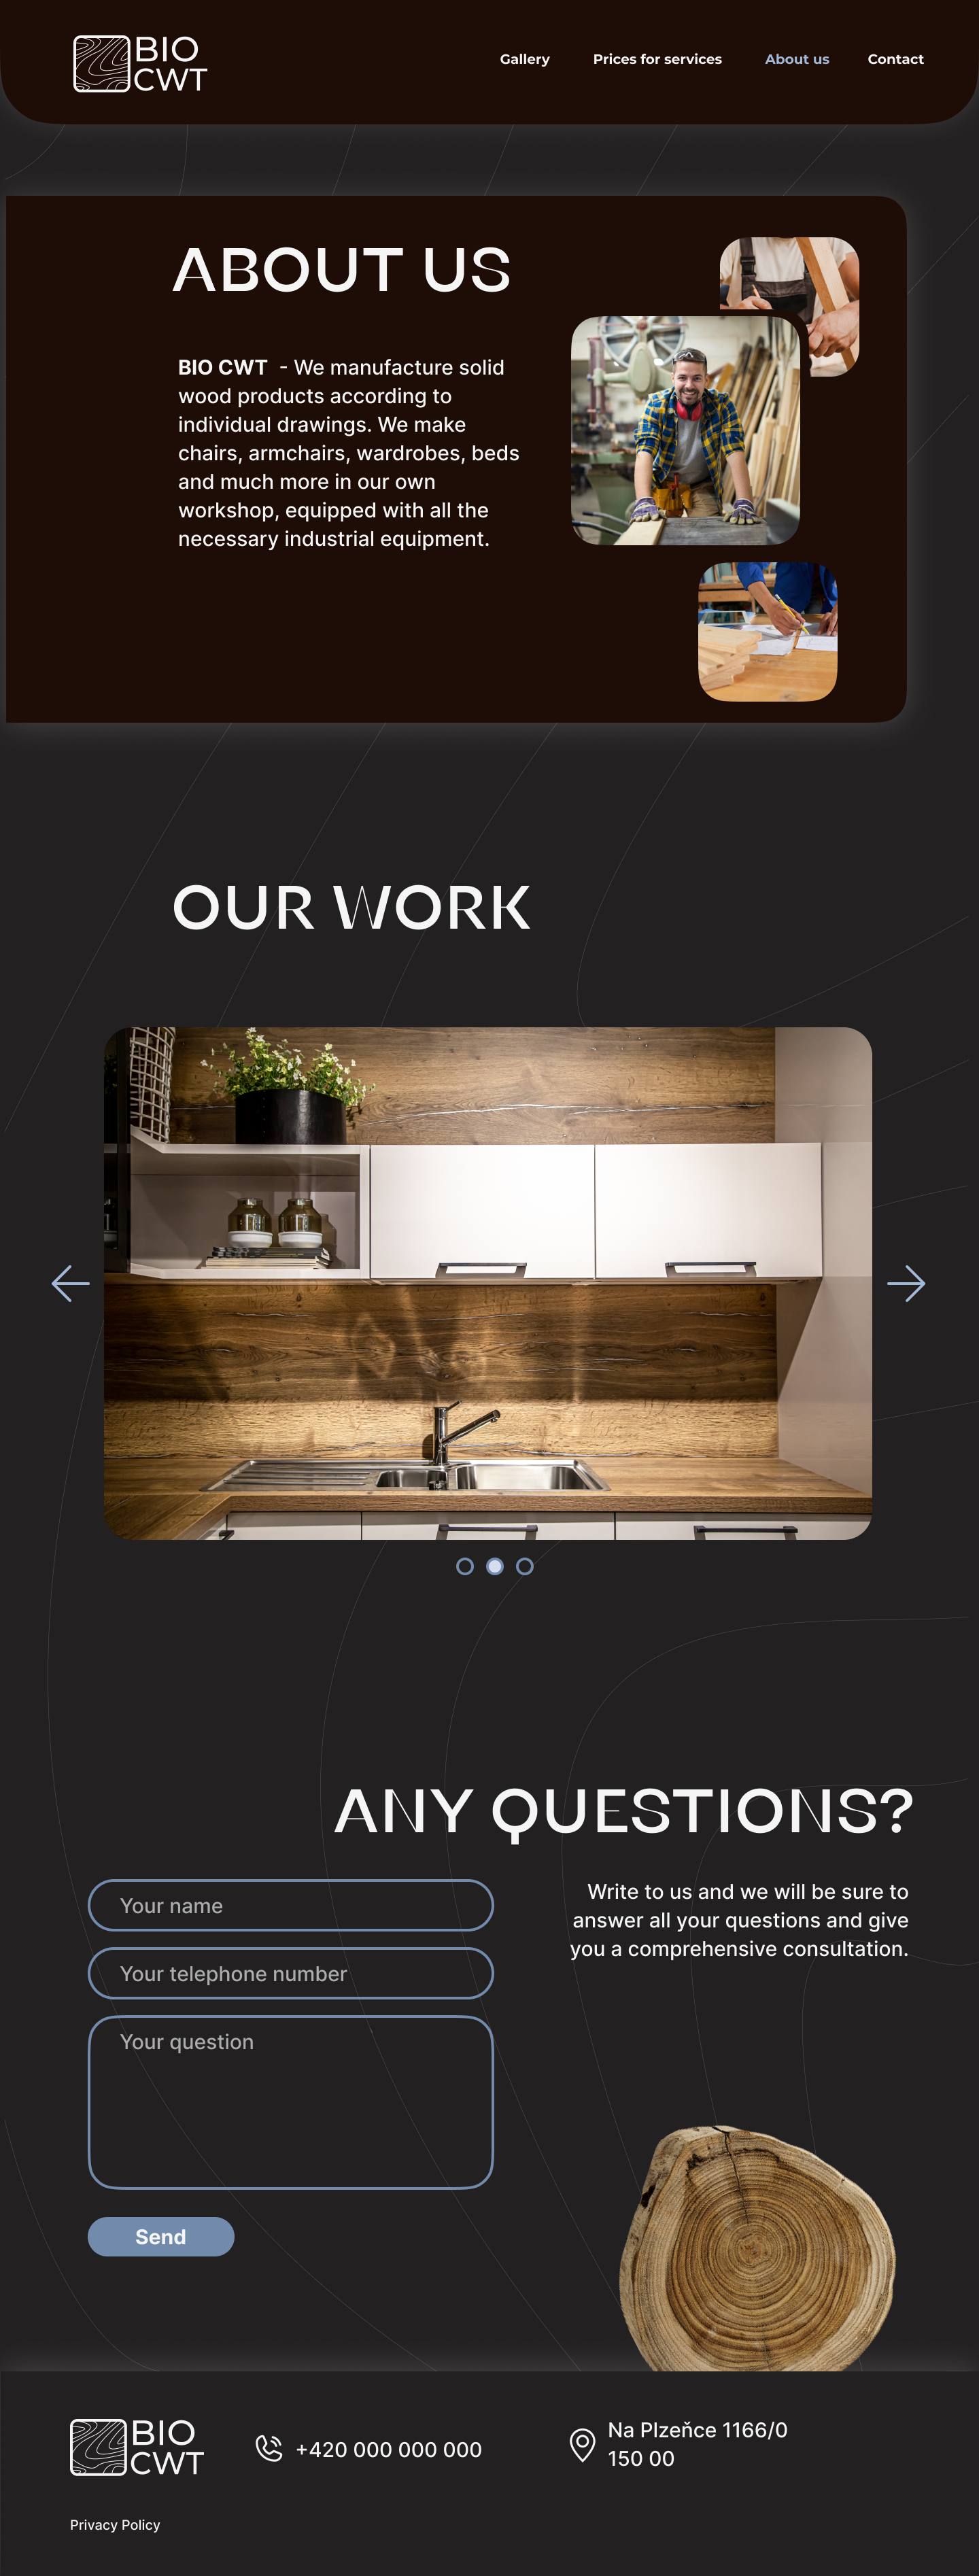 BIO
CWT
Gallery
Prices for services
About us
Contact
ABOUT US
BIO CWT - We manufacture solid
wood products according to
individual drawings. We make
chairs, armchairs, wardrobes, beds
and much more in our own
workshop, equipped with all the
necessary industrial equipment.
OUR WORK
ANY QUESTIONS?
Your name
Your telephone number
Your question
Send
Write to us and we will be sure to
answer all your questions and give
you a comprehensive consultation.
BIO
CWT
+420 000 000 000
Na Plzeňce 1166/0
150 00
Privacy Policy